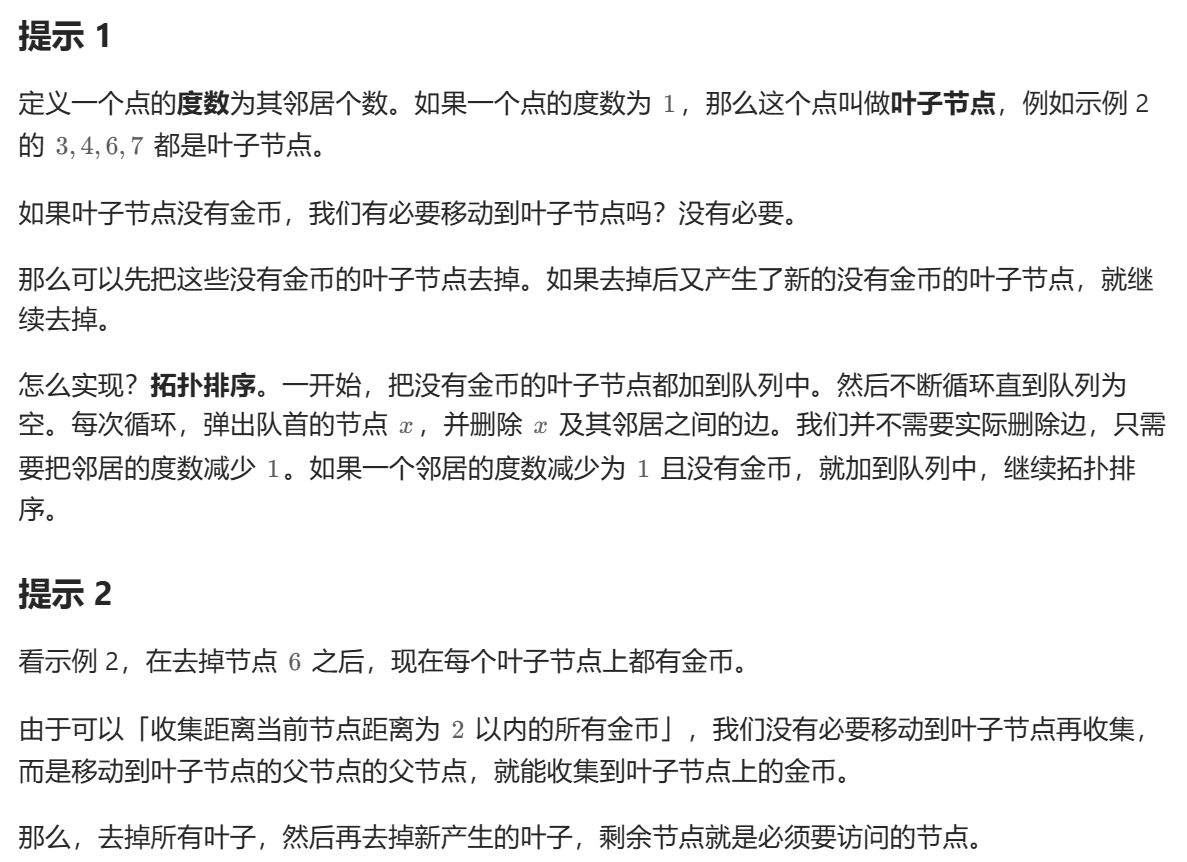 提示 1
定义一个点的度数为其邻居个数。如果一个点的度数为 1，那么这个点叫做叶子节点，例如示例 2
的 3,4,6,7 都是叶子节点。
如果叶子节点没有金币，我们有必要移动到叶子节点吗？没有必要。
那么可以先把这些没有金币的叶子节点去掉。如果去掉后又产生了新的没有金币的叶子节点，就继
续去掉。
怎么实现？拓扑排序。一开始，把没有金币的叶子节点都加到队列中。然后不断循环直到队列为
空。每次循环，弹出队首的节点 x，并删除 x 及其邻居之间的边。我们并不需要实际删除边，只需
要把邻居的度数减少 1。如果一个邻居的度数减少为 1 且没有金币，就加到队列中，继续拓扑排
序。
提示 2
看示例 2，在去掉节点 6 之后，现在每个叶子节点上都有金币。
由于可以「收集距离当前节点距离为 2 以内的所有金币」，我们没有必要移动到叶子节点再收集，
而是移动到叶子节点的父节点的父节点，就能收集到叶子节点上的金币。
那么，去掉所有叶子，然后再去掉新产生的叶子，剩余节点就是必须要访问的节点。